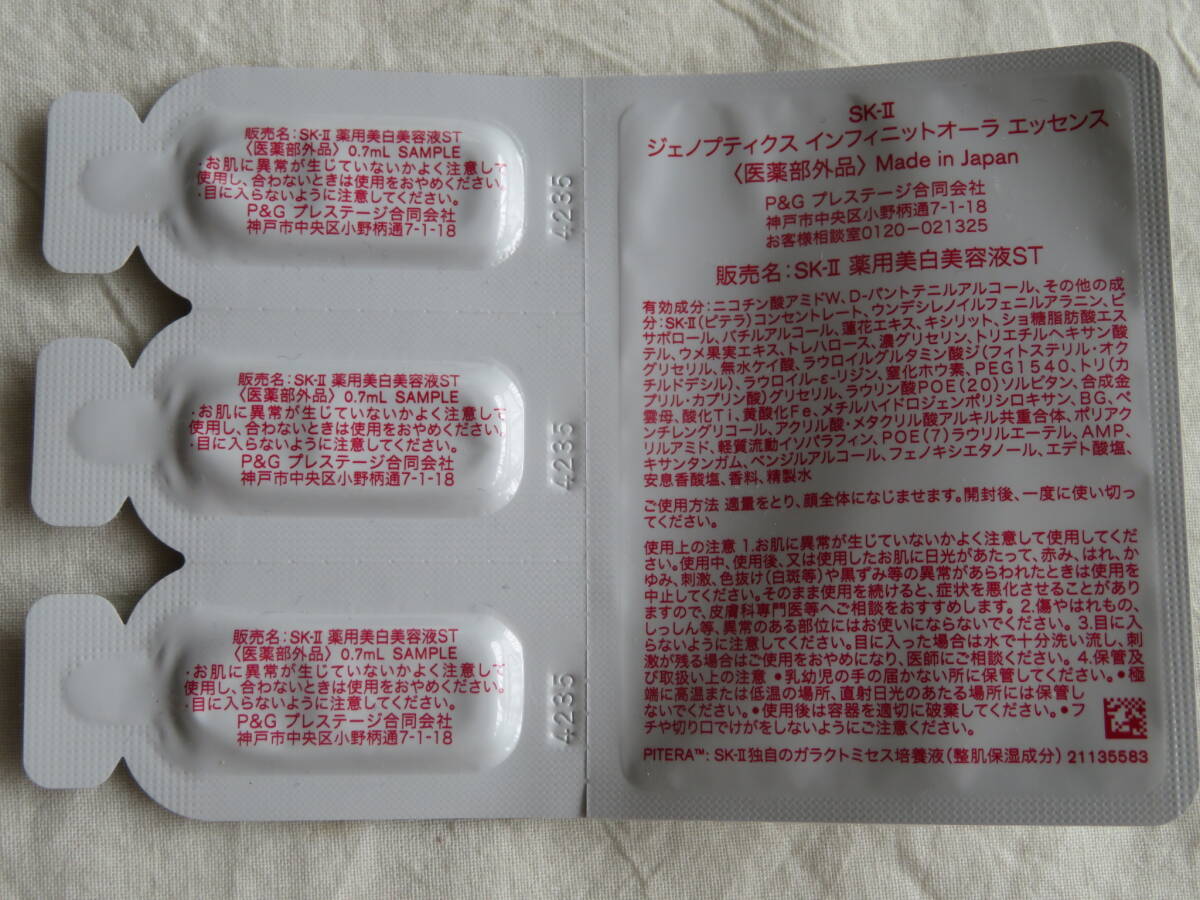 販売名：SK-II 薬用美白美容液ST
〈医薬部外品〉 0.7mL SAMPLE
・お肌に異常が生じていないかよく注意して
使用し、合わないときは使用をおやめください。
・目に入らないように注意してください。
P&G プレステージ合同会社
神戸市中央区小野柄通7-1-18
4235
販売名：SK-II 薬用美白美容液ST
〈医薬部外品〉 0.7mL SAMPLE
・お肌に異常が生じていないかよく注意して
使用し、合わないときは使用をおやめください。
・目に入らないように注意してください。
P&G プレステージ合同会社
神戸市中央区小野柄通7-1-18
4235
販売名：SK-II 薬用美白美容液ST
〈医薬部外品〉 0.7mL SAMPLE
・お肌に異常が生じていないかよく注意して
使用し、合わないときは使用をおやめください。
・目に入らないように注意してください。
P&G プレステージ合同会社
神戸市中央区小野柄通7-1-18
4235
SK-II
ジェノプティクス インフィニットオーラ エッセンス
〈医薬部外品〉 Made in Japan
P&G プレステージ合同会社
神戸市中央区小野柄通7-1-18
お客様相談室0120-021325
販売名：SK-II 薬用美白美容液ST
有効成分：ニコチン酸アミドW、D-パントテニルアルコール、その他の成
分：SK-II（ピテラ）コンセントレート、ウンデシレノイルフェニルアラニン、ビ
サボロール、バチルアルコール、蓮花エキス、キシリット、ショ糖脂肪酸エス
テル、ウメ果実エキス、トレハロース、濃グリセリン、トリエチルヘキサン酸
グリセリル、無水ケイ酸、ラウロイルグルタミン酸ジ（フィトステリル・オク
チルドデシル）、ラウロイル-ε-リジン、窒化ホウ素、PEG1540、トリ（カ
プリル・カプリン酸）グリセリル、ラウリン酸POE（20）ソルビタン、合成金
雲母、酸化Ti、黄酸化Fe、メチルハイドロジェンポリシロキサン、BG、ペ
ンチレングリコール、アクリル酸・メタクリル酸アルキル共重合体、ポリアク
リルアミド、軽質流動イソパラフィン、POE（7）ラウリルエーテル、AMP、
キサンタンガム、ベンジルアルコール、フェノキシエタノール、エデト酸塩、
安息香酸塩、香料、精製水
ご使用方法 適量をとり、顔全体になじませます。開封後、一度に使い切っ
てください。
使用上の注意 1.お肌に異常が生じていないかよく注意して使用してくだ
さい。使用中、使用後、又は使用したお肌に日光があたって、赤み、はれ、か
ゆみ、刺激、色抜け（白斑等）や黒ずみ等の異常があらわれたときは使用を
中止してください。そのまま使用を続けると、症状を悪化させることがあり
ますので、皮膚科専門医等へご相談をおすすめします。 2.傷やはれもの、
しっしん等、異常のある部位にはお使いにならないでください。 3.目に入
らないように注意してください。目に入った場合は水で十分洗い流し、刺
激が残る場合はご使用をおやめになり、医師にご相談ください。 4.保管及
び取扱い上の注意 ●乳幼児の手の届かない所に保管してください。●極
端に高温または低温の場所、直射日光のあたる場所には保管し
ないでください。●使用後は容器を適切に破棄してください。●フ
チや切り口でけがをしないようにご注意ください。
PITERA™：SK-II独自のガラクトミセス培養液（整肌保湿成分） 21135583